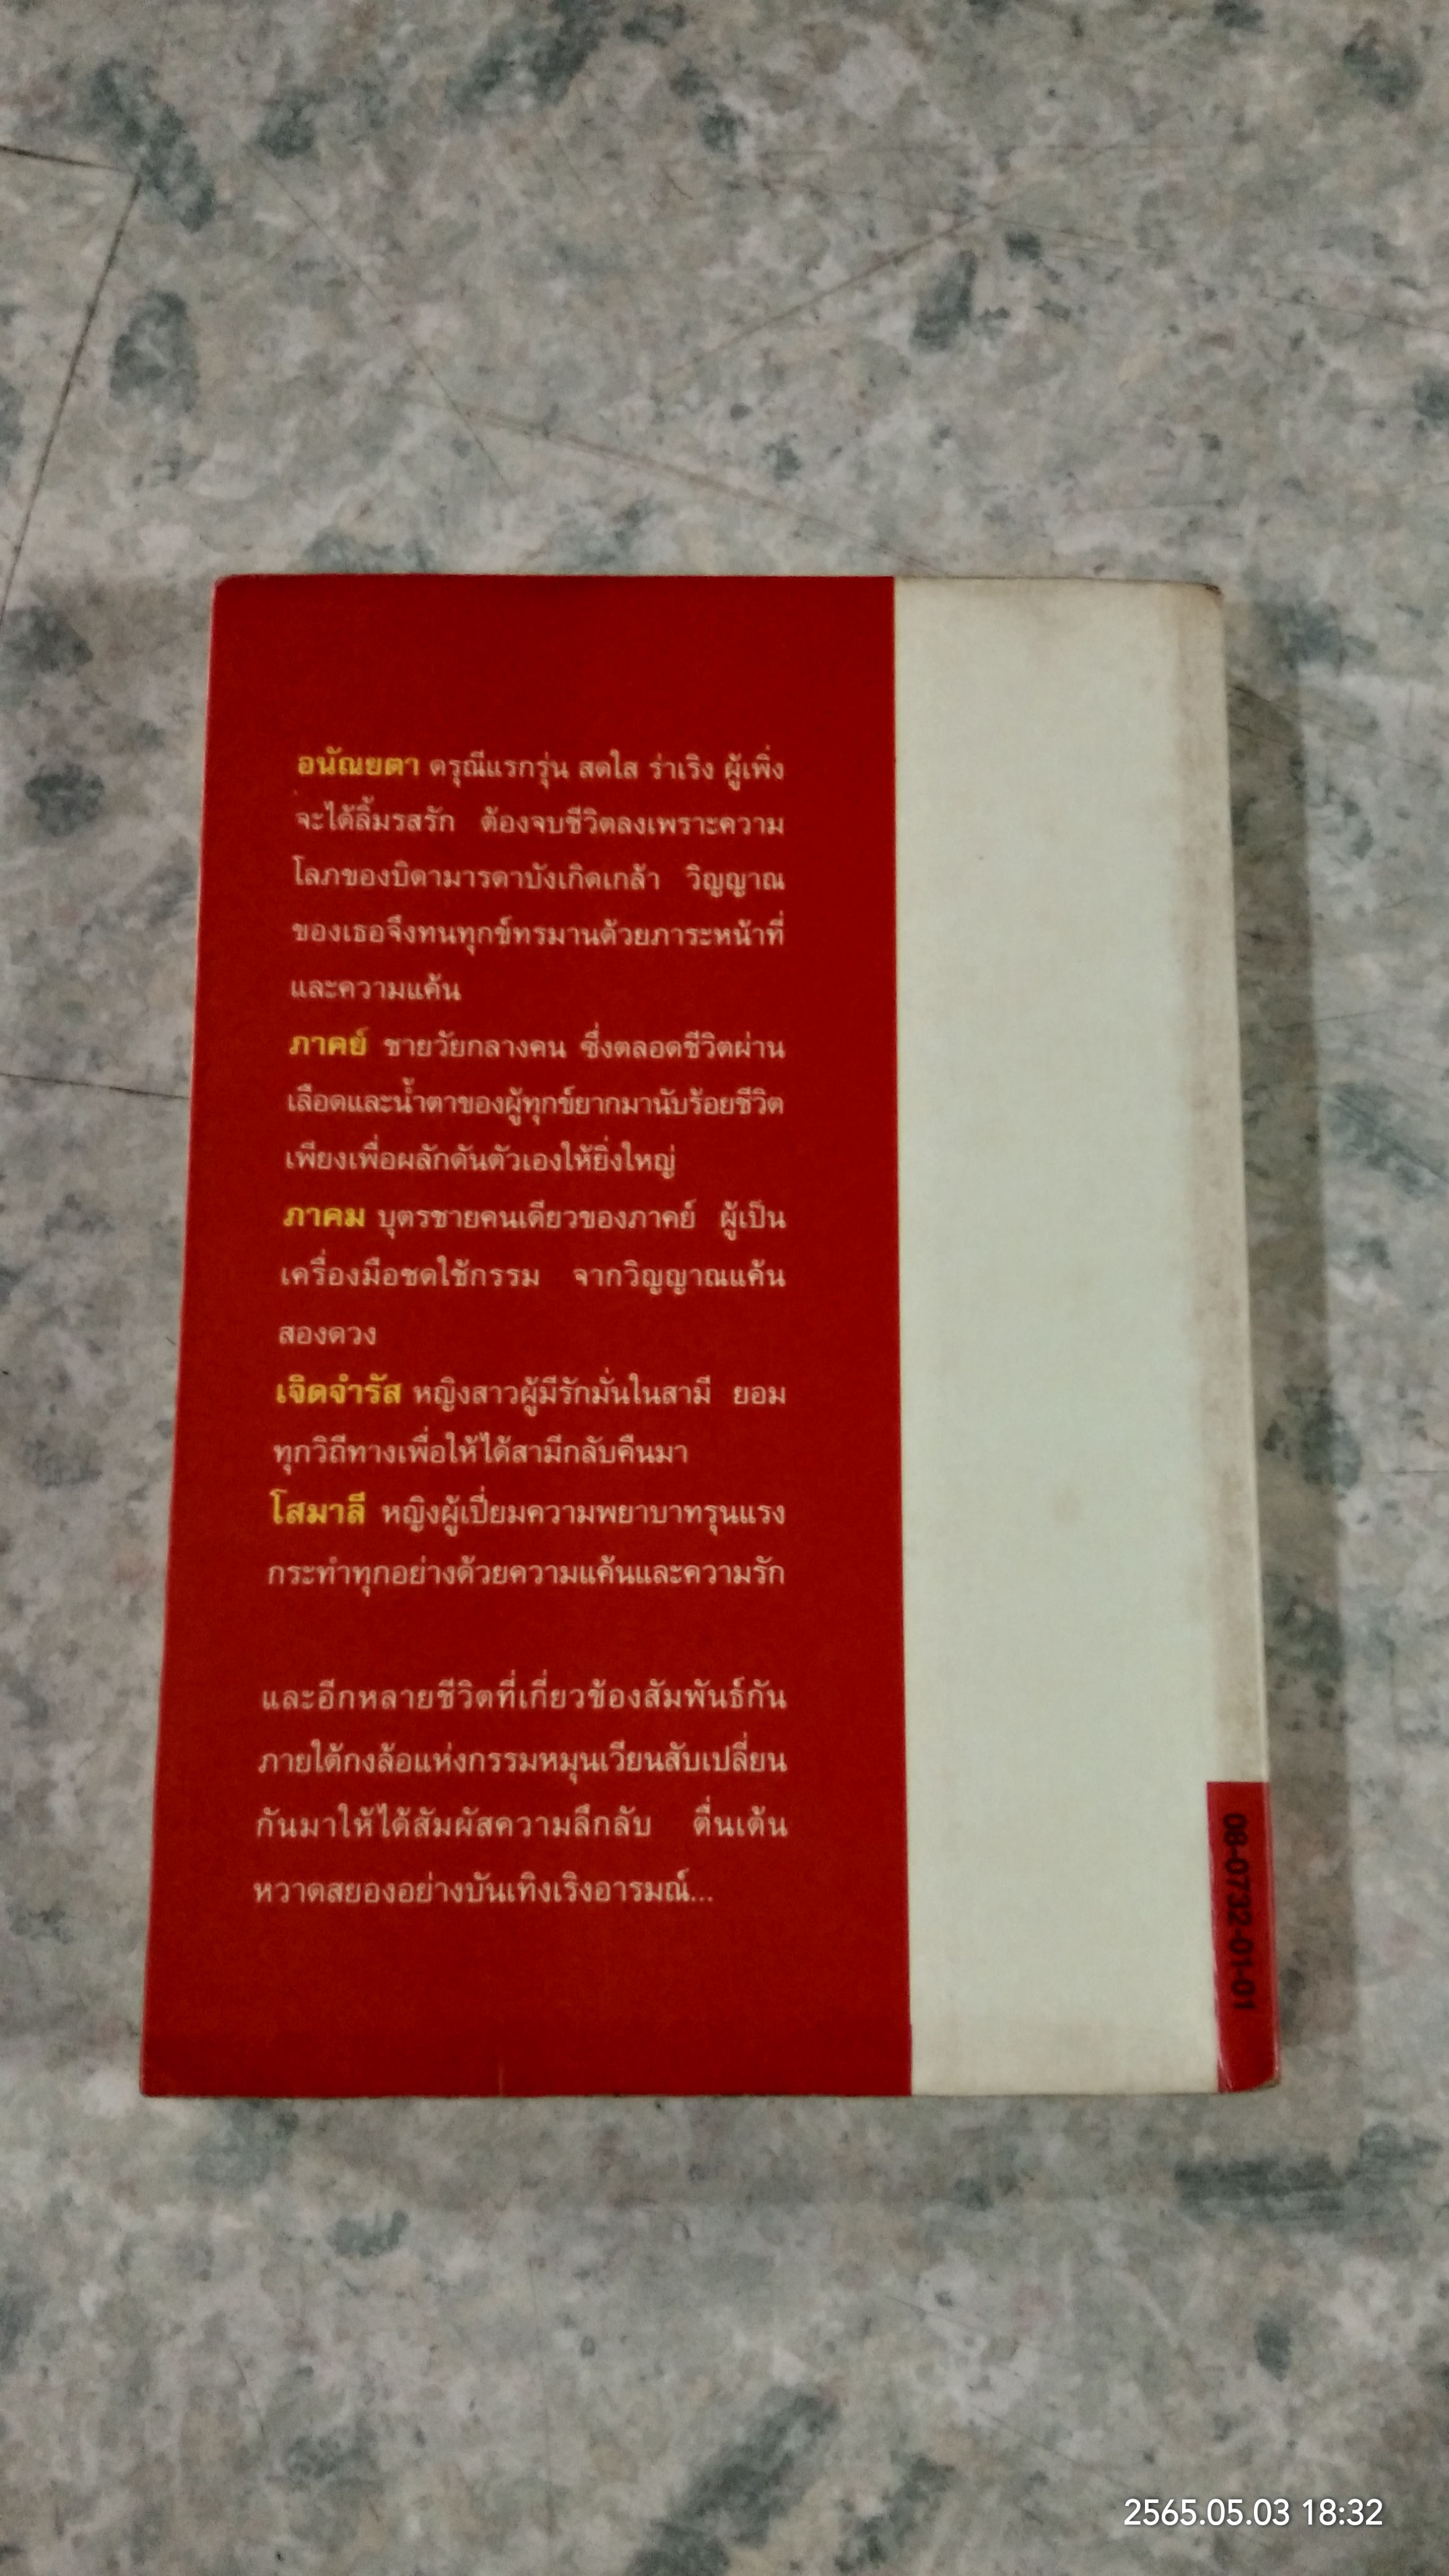 อนัณยตา ดรุณีแรกรุ่น สดใส ร่าเริง ผู้เพิ่ง
จะได้ลิ้มรสรัก ต้องจบชีวิตลงเพราะความ
โลภของบิดามารดาบังเกิดเกล้า วิญญาณ
ของเธอจึงทนทุกข์ทรมานด้วยภาระหน้าที่
และความแค้น
ภาคย์ ชายวัยกลางคน ซึ่งตลอดชีวิตผ่าน
เลือดและน้ำตาของผู้ทุกข์ยากมานับร้อยชีวิต
เพียงเพื่อผลักดันตัวเองให้ยิ่งใหญ่
ภาคม บุตรชายคนเดียวของภาคย์ ผู้เป็น
เครื่องมือชดใช้กรรม จากวิญญาณแค้น
สองดวง
เจิดจำรัส หญิงสาวผู้มีรักมั่นในสามี ยอม
ทุกวิถีทางเพื่อให้ได้สามีกลับคืนมา
โสมาลี หญิงผู้เปี่ยมความพยาบาทรุนแรง
กระทำทุกอย่างด้วยความแค้นและความรัก
และอีกหลายชีวิตที่เกี่ยวข้องสัมพันธ์กัน
ภายใต้กงล้อแห่งกรรมหมุนเวียนสับเปลี่ยน
กันมาให้ได้สัมผัสความลึกลับ ตื่นเต้น
หวาดสยองอย่างบันเทิงเริงอารมณ์...
08-0732-01-01
2565.05.03 18:32